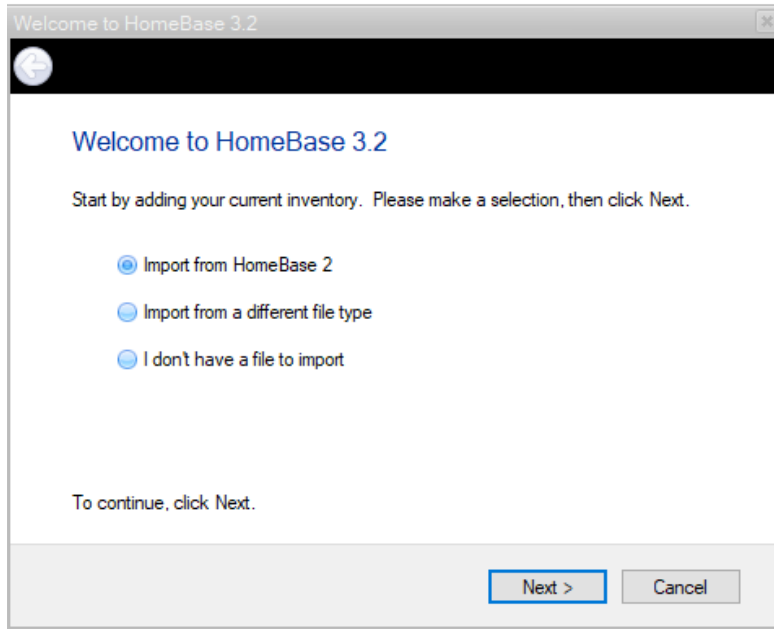 Welcome to HomeBase 3.2
Welcome to HomeBase 3.2
Start by adding your current inventory. Please make a selection, then click Next.
Import from HomeBase 2
Import from a different file type
I don't have a file to import
To continue, click Next.
Next >
Cancel